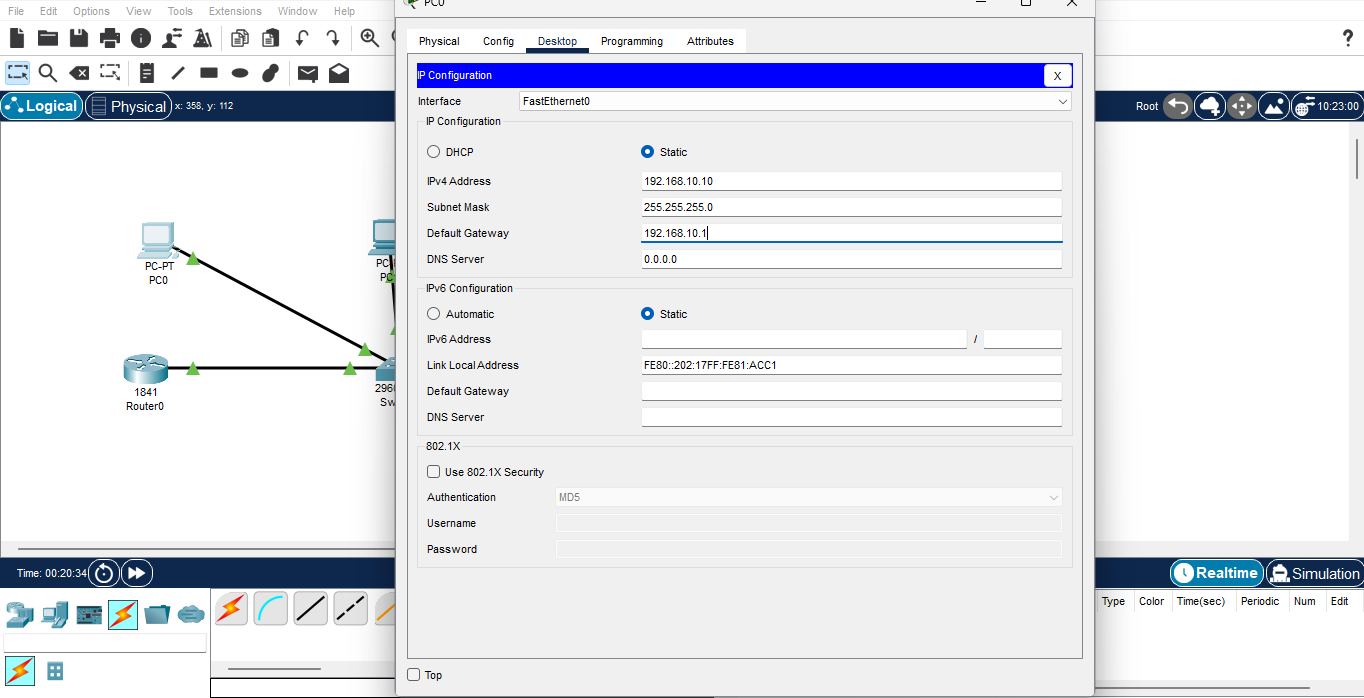 File Edit Options View Tools Extensions Window Help
PC0
Physical Config Desktop Programming Attributes
IP Configuration X
Interface FastEthernet0
IP Configuration
DHCP Static
IPv4 Address 192.168.10.10
Subnet Mask 255.255.255.0
Default Gateway 192.168.10.1
DNS Server 0.0.0.0
IPv6 Configuration
Automatic Static
IPv6 Address /
Link Local Address FE80::202:17FF:FE81:ACC1
Default Gateway
DNS Server
802.1X
Use 802.1X Security
Authentication MD5
Username
Password
Top
?
Logical Physical x: 358, y: 112
Root 10:23:00
PC-PT
PC0
PC-
PC
1841
Router0
296
Sw
Time: 00:20:34
Realtime Simulation
Type Color Time(sec) Periodic Num Edit